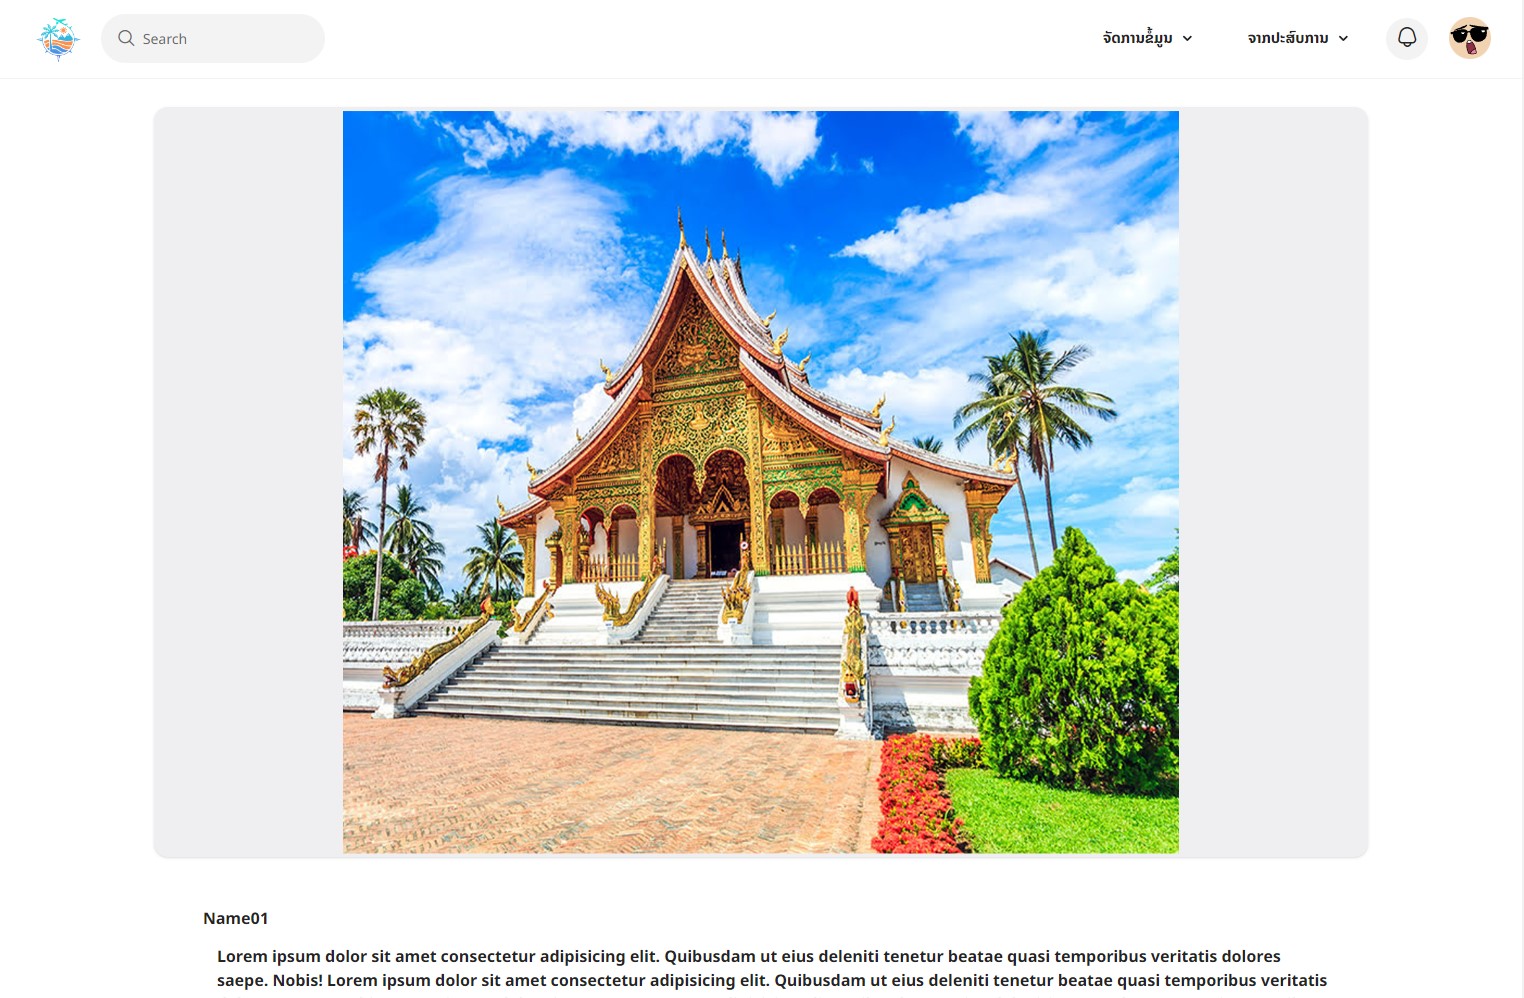 Search
ຈັດການຂໍ້ມູນ
ຈາກປະສົບການ
Name01
Lorem ipsum dolor sit amet consectetur adipisicing elit. Quibusdam ut eius deleniti tenetur beatae quasi temporibus veritatis dolores
saepe. Nobis! Lorem ipsum dolor sit amet consectetur adipisicing elit. Quibusdam ut eius deleniti tenetur beatae quasi temporibus veritatis